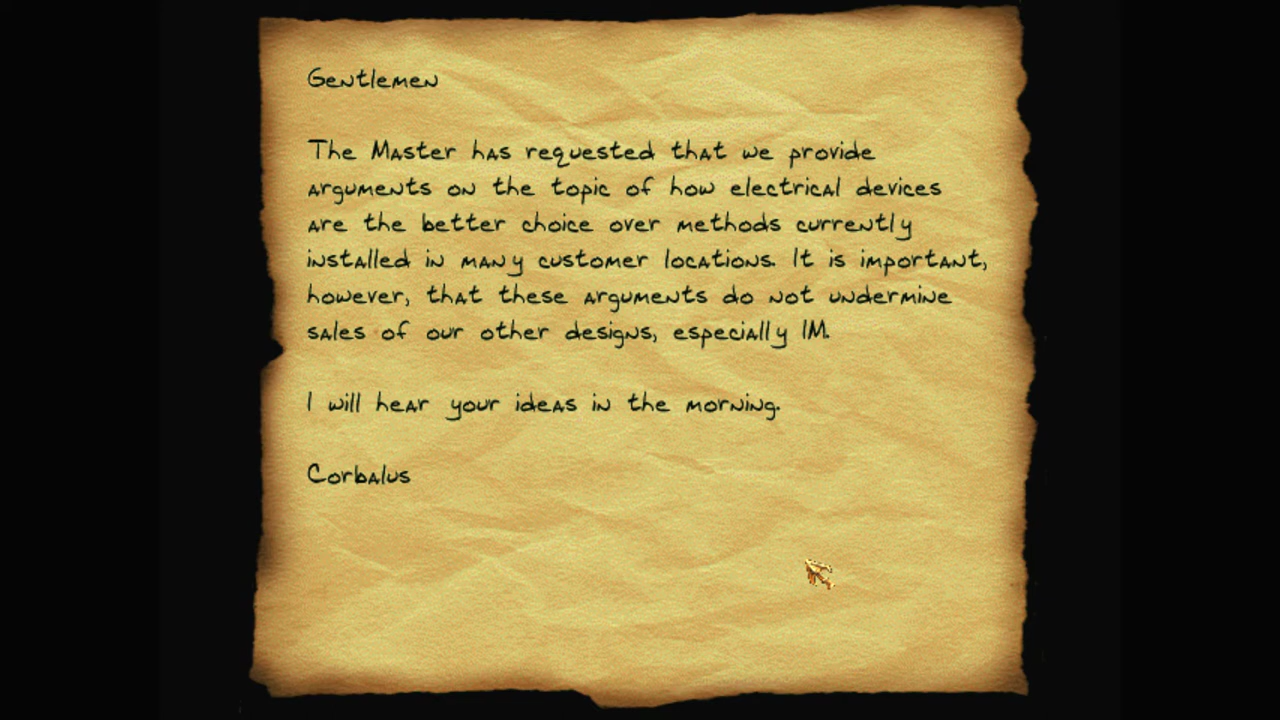 Gentlemen
The Master has requested that we provide
arguments on the topic of how electrical devices
are the better choice over methods currently
installed in many customer locations. It is important,
however, that these arguments do not undermine
sales of our other designs, especially IM.
I will hear your ideas in the morning.
Corbalus